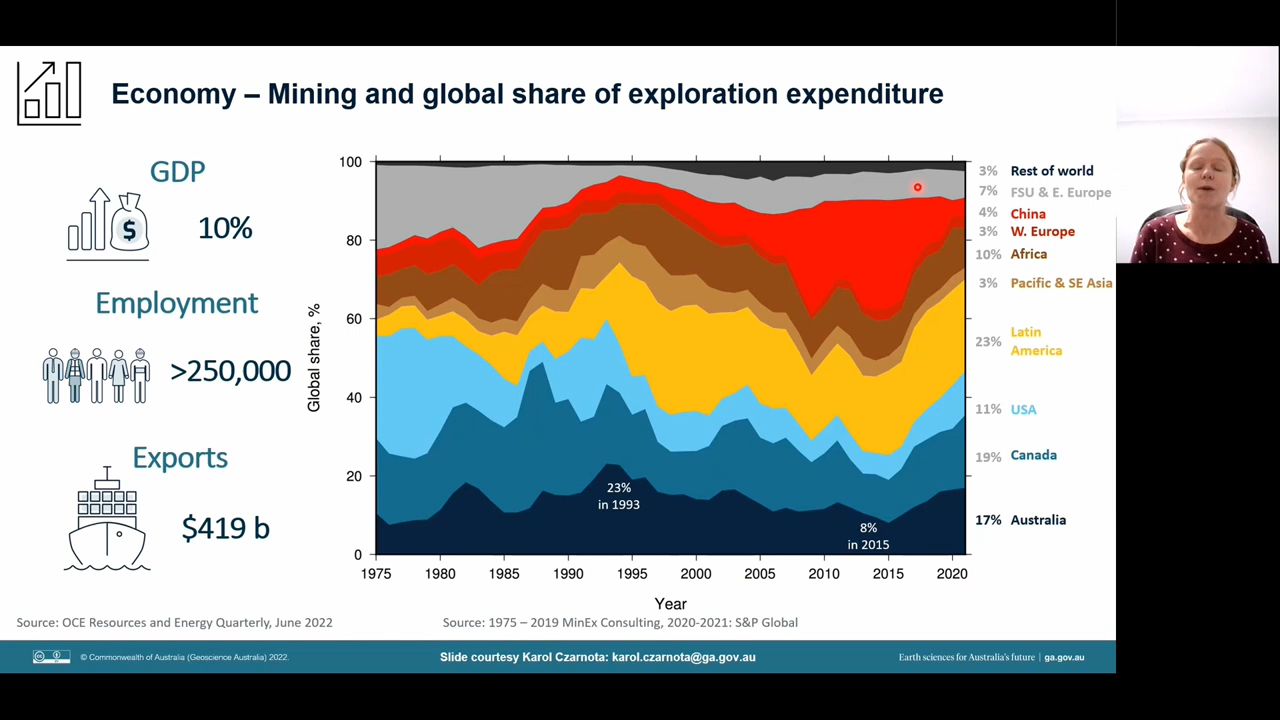 Economy – Mining and global share of exploration expenditure
GDP
$
10%
Employment
>250,000
Exports
$419 b
Global share, %
100
80
60
40
20
0
23%
in 1993
8%
in 2015
1975 1980 1985 1990 1995 2000 2005 2010 2015 2020
Year
3% Rest of world
7% FSU & E. Europe
4% China
3% W. Europe
10% Africa
3% Pacific & SE Asia
23% Latin
America
11% USA
19% Canada
17% Australia
Source: OCE Resources and Energy Quarterly, June 2022
Source: 1975 – 2019 MinEx Consulting, 2020-2021: S&P Global
© Commonwealth of Australia (Geoscience Australia) 2022.
Slide courtesy Karol Czarnota: karol.czarnota@ga.gov.au
Earth sciences for Australia's future | ga.gov.au